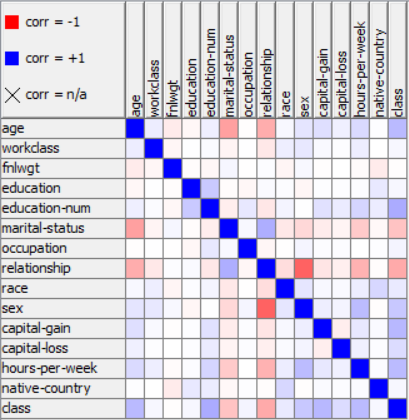 corr = -1
corr = +1
corr = n/a
age
workclass
fnlwgt
education
education-num
marital-status
occupation
relationship
race
sex
capital-gain
capital-loss
hours-per-week
native-country
class
age
workclass
fnlwgt
education
education-num
marital-status
occupation
relationship
race
sex
capital-gain
capital-loss
hours-per-week
native-country
class